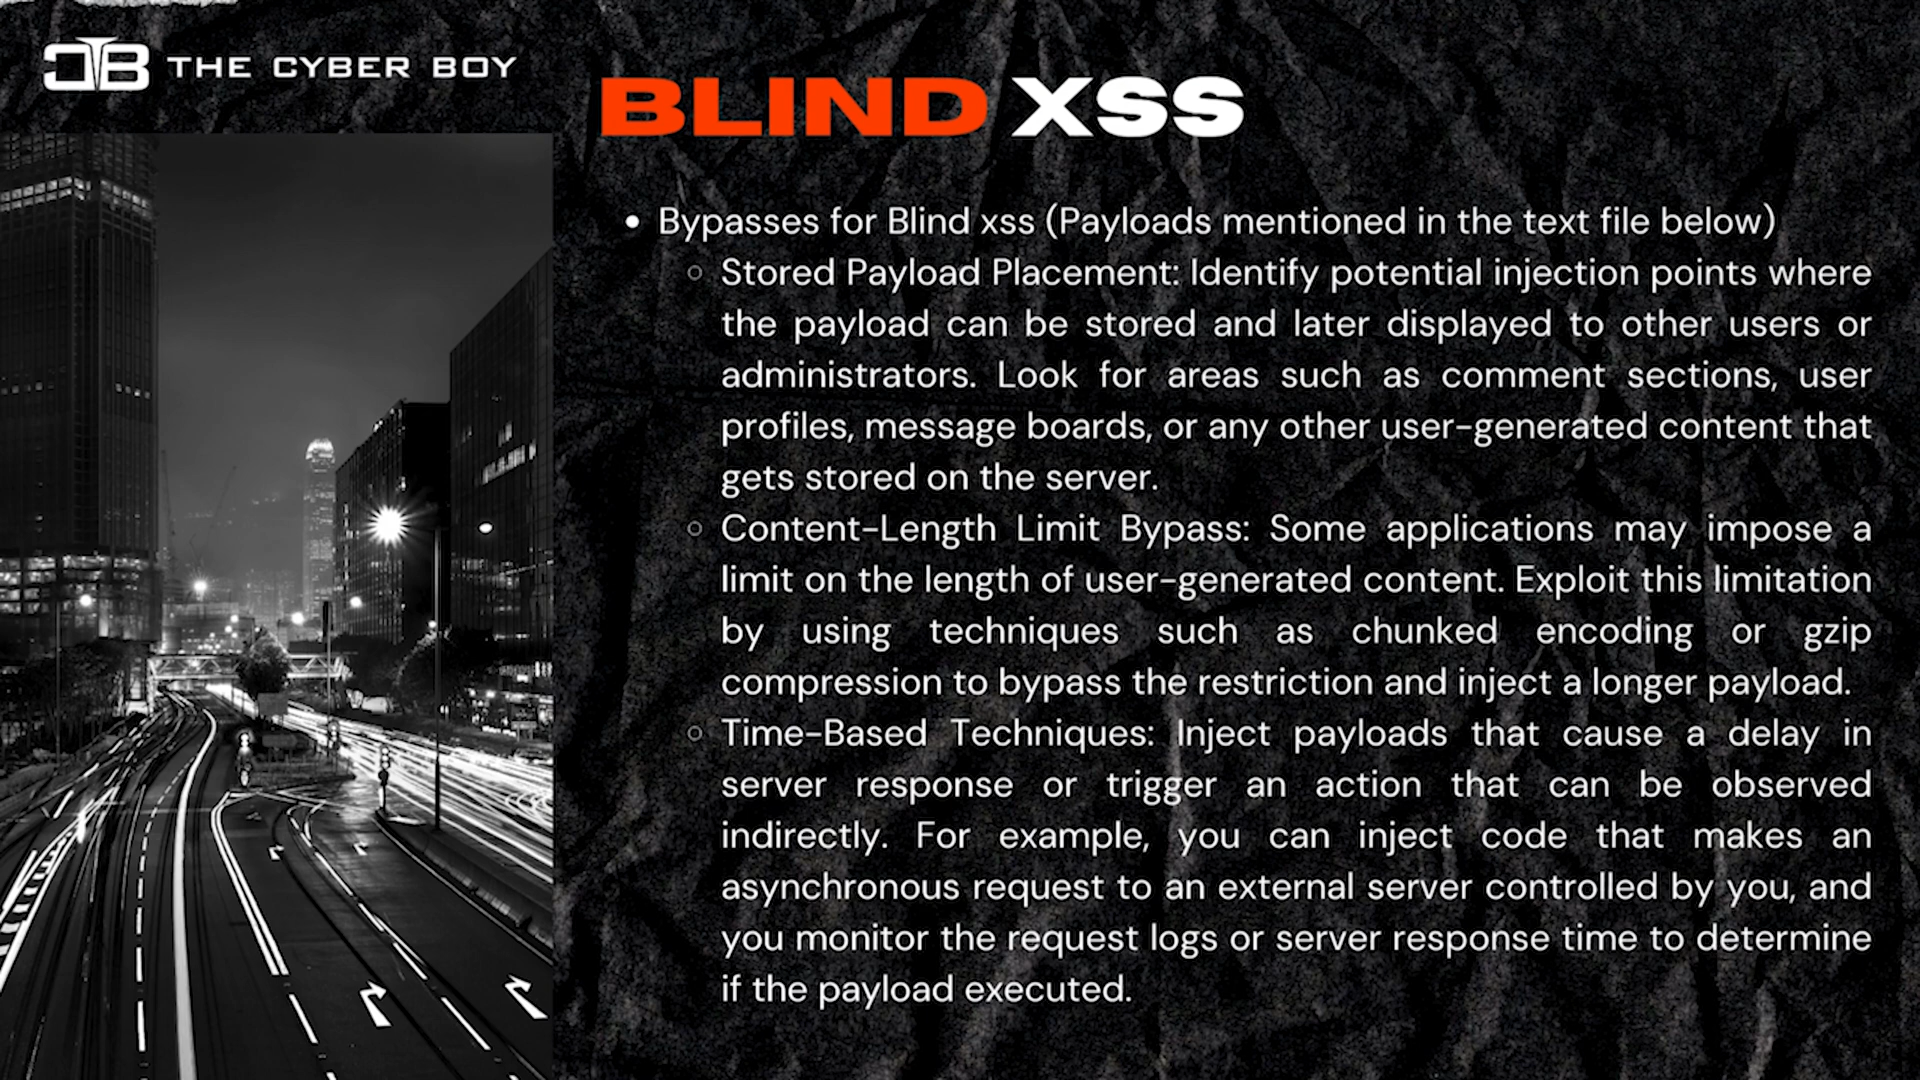 THE CYBER BOY
BLIND XSS
• Bypasses for Blind xss (Payloads mentioned in the text file below)
◦ Stored Payload Placement: Identify potential injection points where
the payload can be stored and later displayed to other users or
administrators. Look for areas such as comment sections, user
profiles, message boards, or any other user-generated content that
gets stored on the server.
◦ Content-Length Limit Bypass: Some applications may impose a
limit on the length of user-generated content. Exploit this limitation
by using techniques such as chunked encoding or gzip
compression to bypass the restriction and inject a longer payload.
◦ Time-Based Techniques: Inject payloads that cause a delay in
server response or trigger an action that can be observed
indirectly. For example, you can inject code that makes an
asynchronous request to an external server controlled by you, and
you monitor the request logs or server response time to determine
if the payload executed.